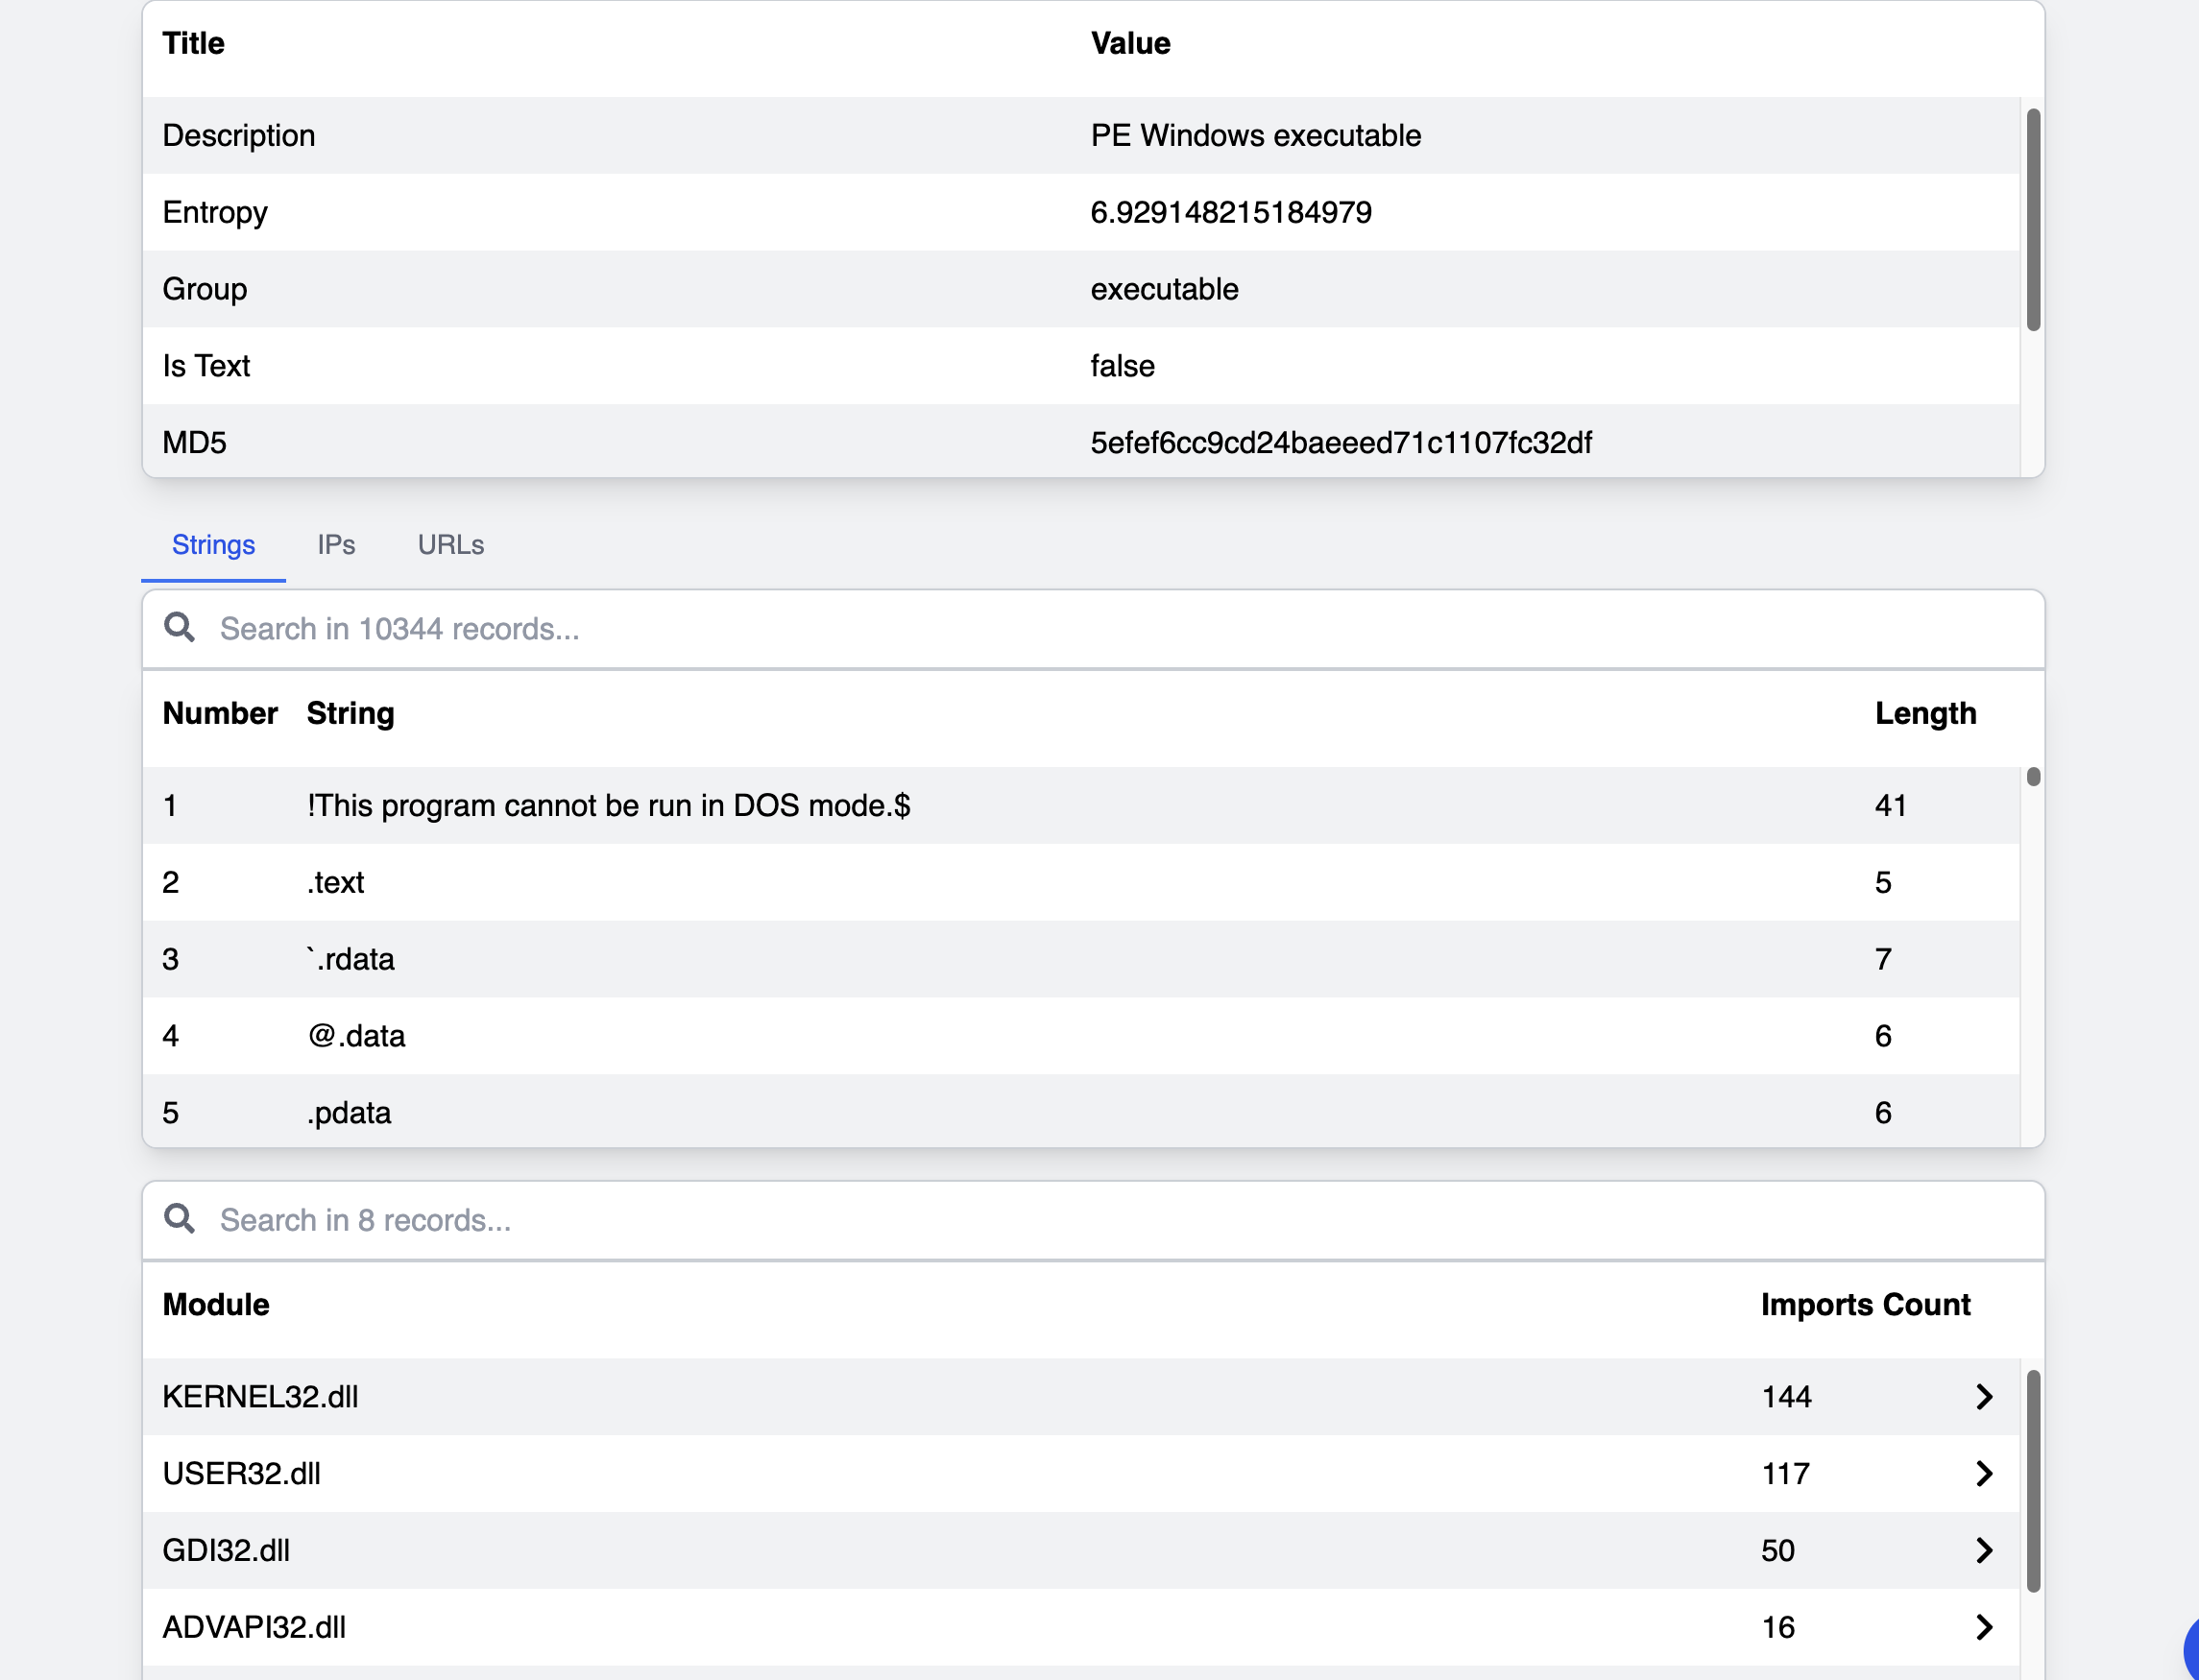 Title Value
Description PE Windows executable
Entropy 6.929148215184979
Group executable
Is Text false
MD5 5efef6cc9cd24baeeed71c1107fc32df
Strings IPs URLs
Search in 10344 records...
Number String Length
1 !This program cannot be run in DOS mode.$ 41
2 .text 5
3 `.rdata 7
4 @.data 6
5 .pdata 6
Search in 8 records...
Module Imports Count
KERNEL32.dll 144
USER32.dll 117
GDI32.dll 50
ADVAPI32.dll 16